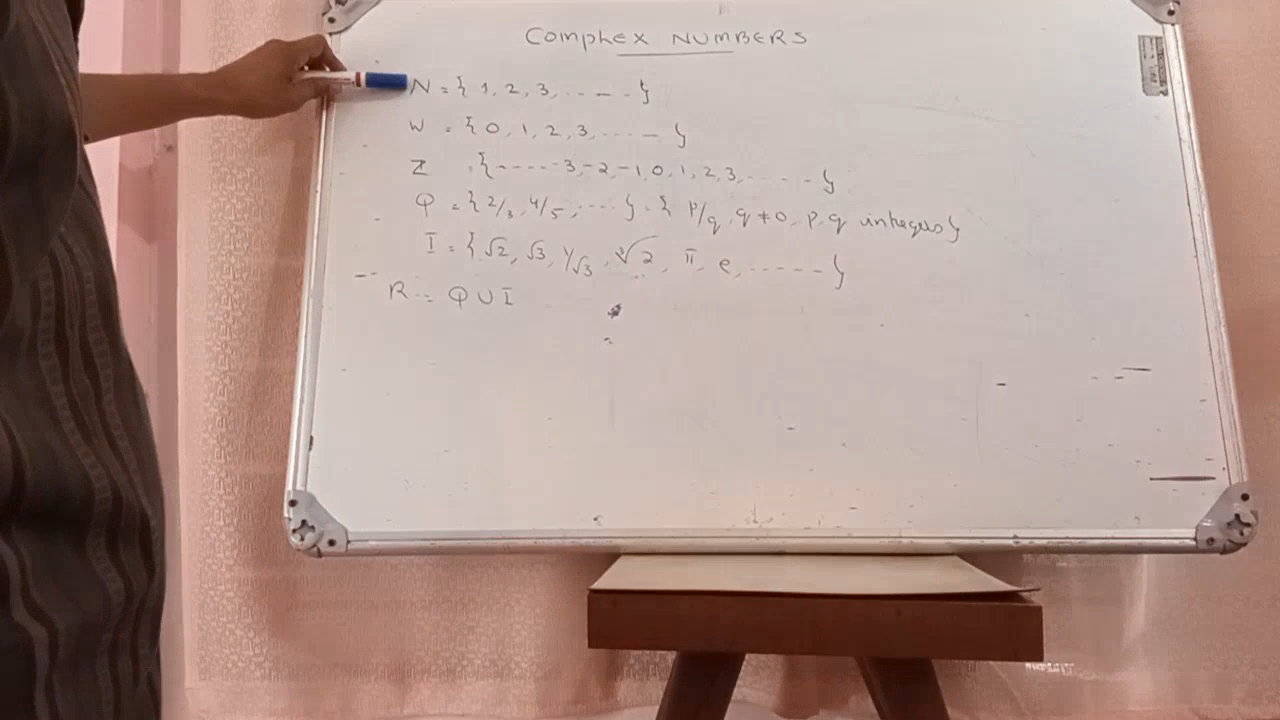 Complex NUMBERS
N = { 1, 2, 3, ...... }
W = { 0, 1, 2, 3, ...... }
Z = { ......-3, -2, -1, 0, 1, 2, 3, ...... }
Q = { 2/3, 4/5, ..... } = { P/q, q ≠ 0, p, q integers }
I = { √2, √3, 1/√3, ∛2, π, e, ...... }
R = Q U I